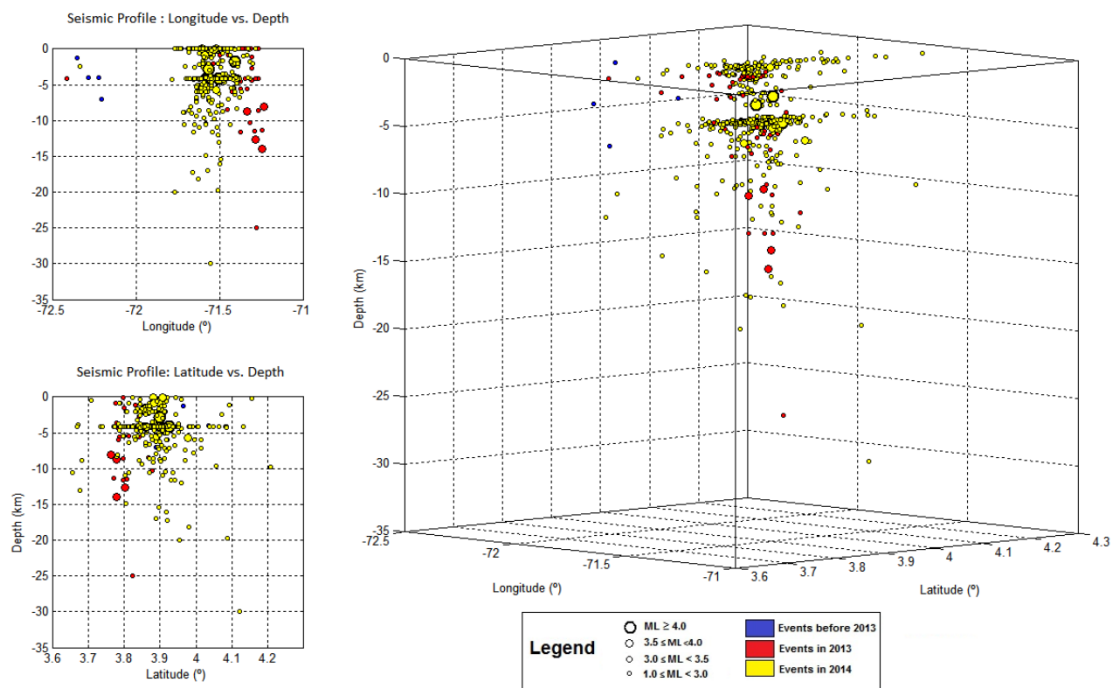 Seismic Profile : Longitude vs. Depth
0
-5
-10
-15
-20
-25
-30
-35
Depth (km)
-72.5 -72 -71.5 -71
Longitude (º)
Seismic Profile: Latitude vs. Depth
0
-5
-10
-15
-20
-25
-30
-35
Depth (km)
3.6 3.7 3.8 3.9 4 4.1 4.2
Latitude (º)
0
-5
-10
-15
-20
-25
-30
-35
Depth (km)
-72.5 -72 -71.5 -71
Longitude (º)
3.6 3.7 3.8 3.9 4 4.1 4.2 4.3
Latitude (º)
Legend
ML ≥ 4.0
3.5 ≤ ML <4.0
3.0 ≤ ML < 3.5
1.0 ≤ ML < 3.0
Events before 2013
Events in 2013
Events in 2014